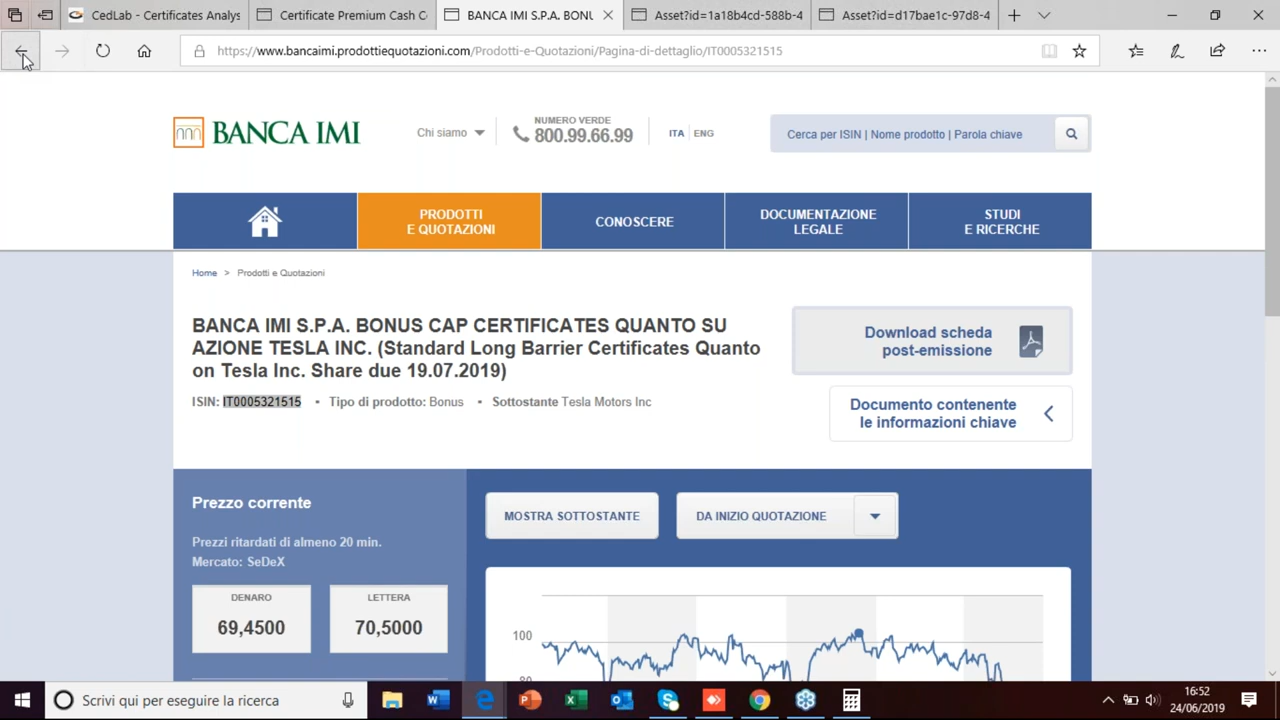 CedLab - Certificates Analys
Certificate Premium Cash C
BANCA IMI S.P.A. BONU
Asset?id=1a18b4cd-588b-4
Asset?id=d17bae1c-97d8-4
https://www.bancaimi.prodottiequotazioni.com/Prodotti-e-Quotazioni/Pagina-di-dettaglio/IT0005321515
BANCA IMI
Chi siamo
NUMERO VERDE
800.99.66.99
ITA
ENG
Cerca per ISIN | Nome prodotto | Parola chiave
PRODOTTI
E QUOTAZIONI
CONOSCERE
DOCUMENTAZIONE
LEGALE
STUDI
E RICERCHE
Home > Prodotti e Quotazioni
BANCA IMI S.P.A. BONUS CAP CERTIFICATES QUANTO SU
AZIONE TESLA INC. (Standard Long Barrier Certificates Quanto
on Tesla Inc. Share due 19.07.2019)
ISIN: IT0005321515 • Tipo di prodotto: Bonus • Sottostante Tesla Motors Inc
Download scheda
post-emissione
Documento contenente
le informazioni chiave
Prezzo corrente
Prezzi ritardati di almeno 20 min.
Mercato: SeDeX
DENARO
69,4500
LETTERA
70,5000
MOSTRA SOTTOSTANTE
DA INIZIO QUOTAZIONE
100
80
Scrivi qui per eseguire la ricerca
16:52
24/06/2019